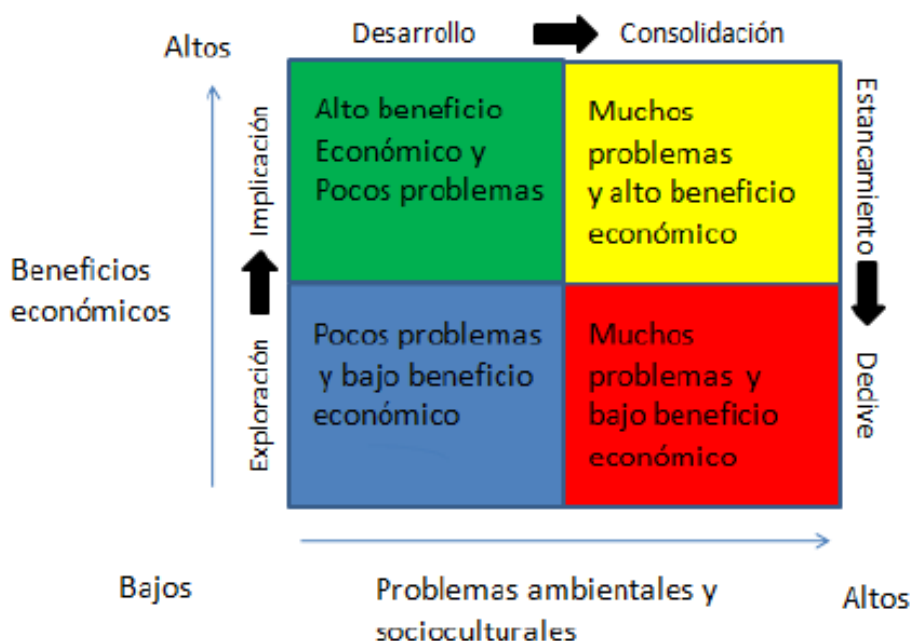 Desarrollo
Consolidación
Altos
Implicación
Exploración
Beneficios
económicos
Alto beneficio
Económico y
Pocos problemas
Muchos
problemas
y alto beneficio
económico
Pocos problemas
y bajo beneficio
económico
Muchos
problemas y
bajo beneficio
económico
Estancamiento
Dedive
Bajos
Problemas ambientales y
socioculturales
Altos